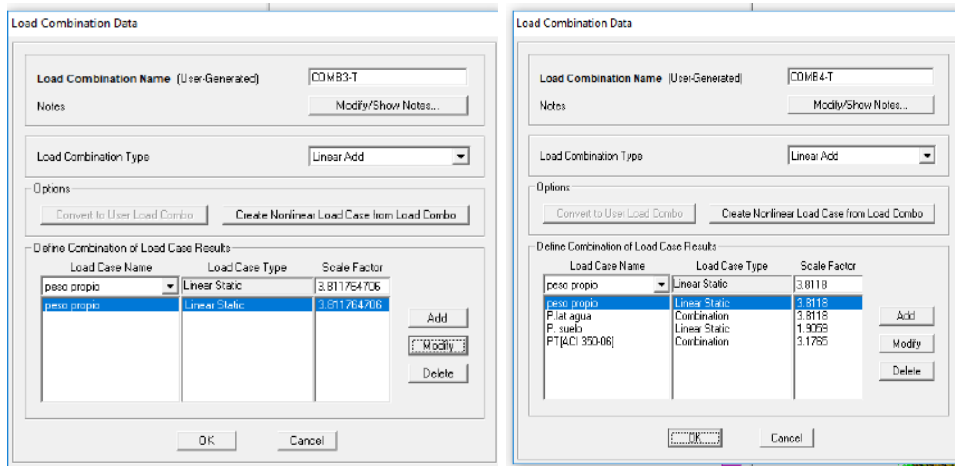 Load Combination Data
Load Combination Name (User-Generated) COMB3-T
Notes Modify/Show Notes...
Load Combination Type Linear Add
Options
Convert to User Load Combo Create Nonlinear Load Case from Load Combo
Define Combination of Load Case Results
Load Case Name Load Case Type Scale Factor
peso propio Linear Static 3.811764706
peso propio Linear Static 3.811764706
Add
Modify
Delete
OK Cancel
Load Combination Data
Load Combination Name (User-Generated) COMB4-T
Notes Modify/Show Notes...
Load Combination Type Linear Add
Options
Convert to User Load Combo Create Nonlinear Load Case from Load Combo
Define Combination of Load Case Results
Load Case Name Load Case Type Scale Factor
peso propio Linear Static 3.8118
peso propio Linear Static 3.8118
P.lat agua Combination 3.8118
P. suelo Linear Static 1.9059
PT(ACI 350-06) Combination 3.1765
Add
Modify
Delete
OK Cancel